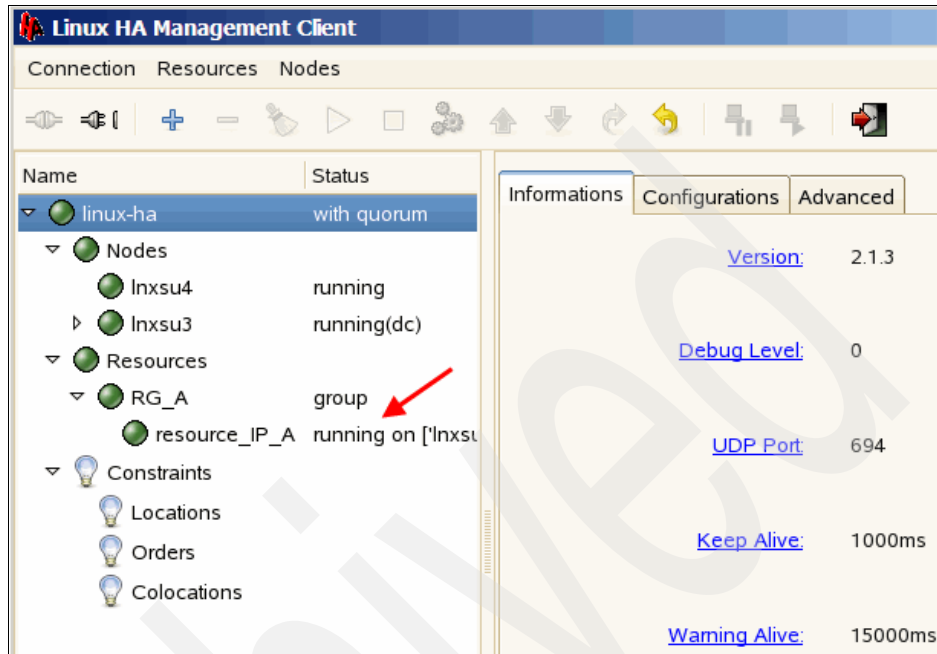 Linux HA Management Client
Connection Resources Nodes
Name Status
linux-ha with quorum
Nodes
lnxsu4 running
lnxsu3 running(dc)
Resources
RG_A group
resource_IP_A running on ['lnxsu
Constraints
Locations
Orders
Colocations
Informations Configurations Advanced
Version: 2.1.3
Debug Level: 0
UDP Port: 694
Keep Alive: 1000ms
Warning Alive: 15000ms